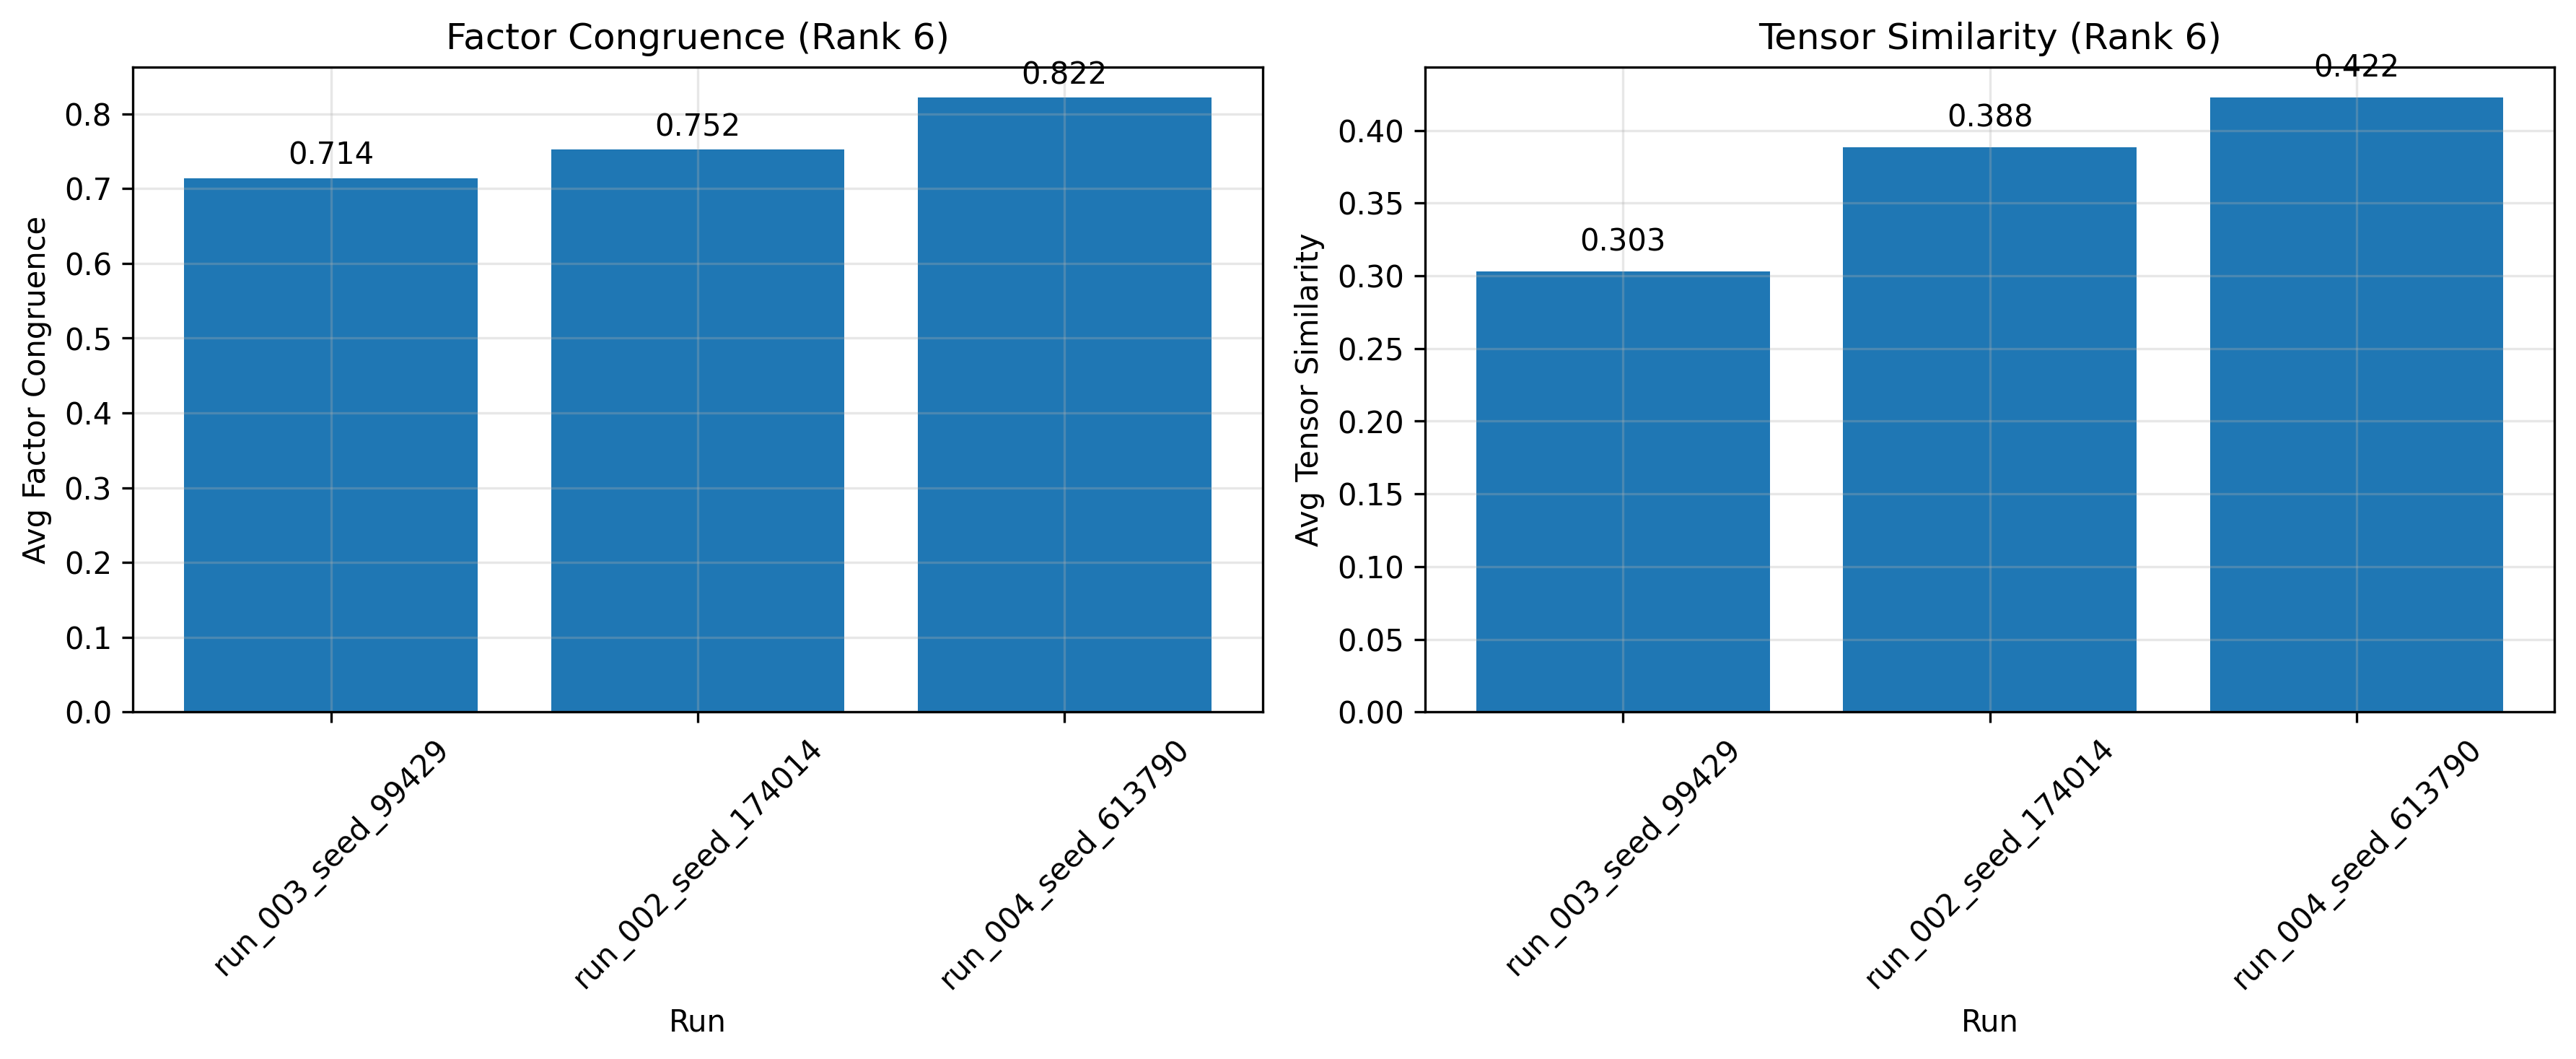 Factor Congruence (Rank 6)
Avg Factor Congruence
0.8
0.7
0.6
0.5
0.4
0.3
0.2
0.1
0.0
0.714
0.752
0.822
run_003_seed_99429
run_002_seed_174014
run_004_seed_613790
Run
Tensor Similarity (Rank 6)
Avg Tensor Similarity
0.40
0.35
0.30
0.25
0.20
0.15
0.10
0.05
0.00
0.303
0.388
0.422
run_003_seed_99429
run_002_seed_174014
run_004_seed_613790
Run